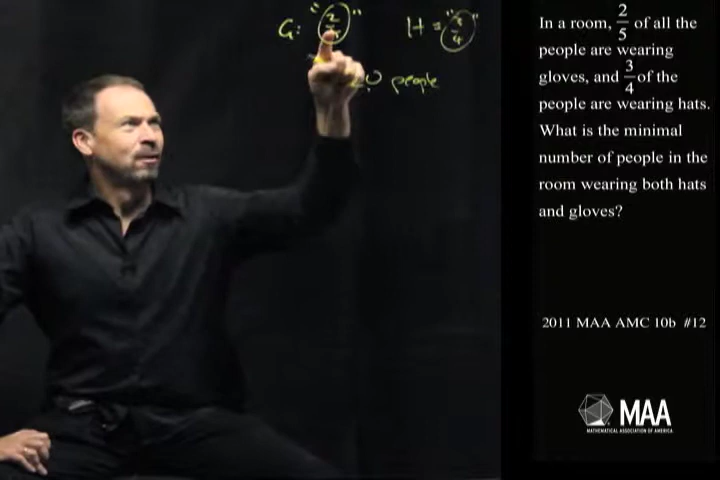 G: "2/5" H = "3/4"
20 people
In a room, 2/5 of all the
people are wearing
gloves, and 3/4 of the
people are wearing hats.
What is the minimal
number of people in the
room wearing both hats
and gloves?
2011 MAA AMC 10b #12
MAA
MATHEMATICAL ASSOCIATION OF AMERICA